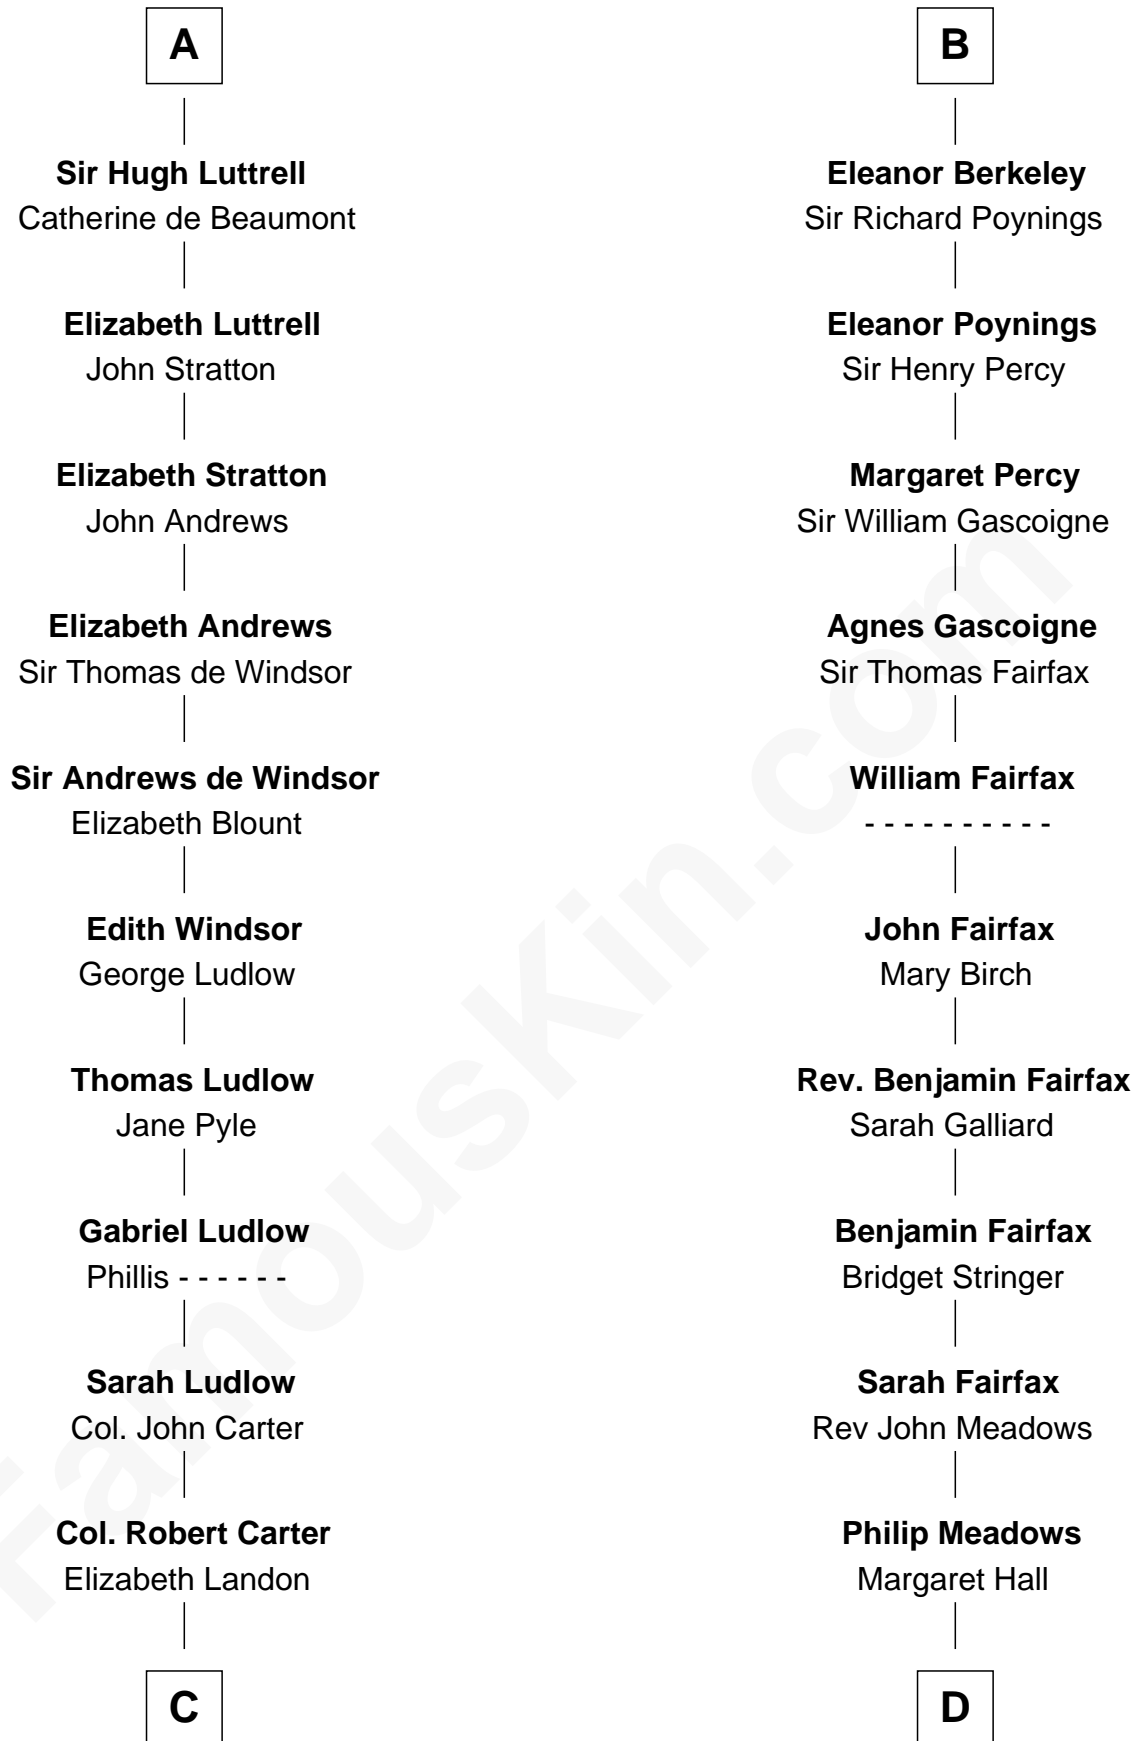 A
Sir Hugh Luttrell
Catherine de Beaumont
Elizabeth Luttrell
John Stratton
Elizabeth Stratton
John Andrews
Elizabeth Andrews
Sir Thomas de Windsor
Sir Andrews de Windsor
Elizabeth Blount
Edith Windsor
George Ludlow
Thomas Ludlow
Jane Pyle
Gabriel Ludlow
Phillis - - - - - -
Sarah Ludlow
Col. John Carter
Col. Robert Carter
Elizabeth Landon
C
B
Eleanor Berkeley
Sir Richard Poynings
Eleanor Poynings
Sir Henry Percy
Margaret Percy
Sir William Gascoigne
Agnes Gascoigne
Sir Thomas Fairfax
William Fairfax
- - - - - - - - - -
John Fairfax
Mary Birch
Rev. Benjamin Fairfax
Sarah Galliard
Benjamin Fairfax
Bridget Stringer
Sarah Fairfax
Rev John Meadows
Philip Meadows
Margaret Hall
D
FamousKin.com